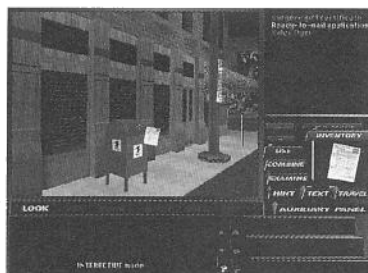 Ready-to-mail application
INVENTORY
USE
COMBINE
EXAMINE
HINT TEXT TRAVEL
AUXILIARY PANEL
LOOK
INTERACTIVE mode
?